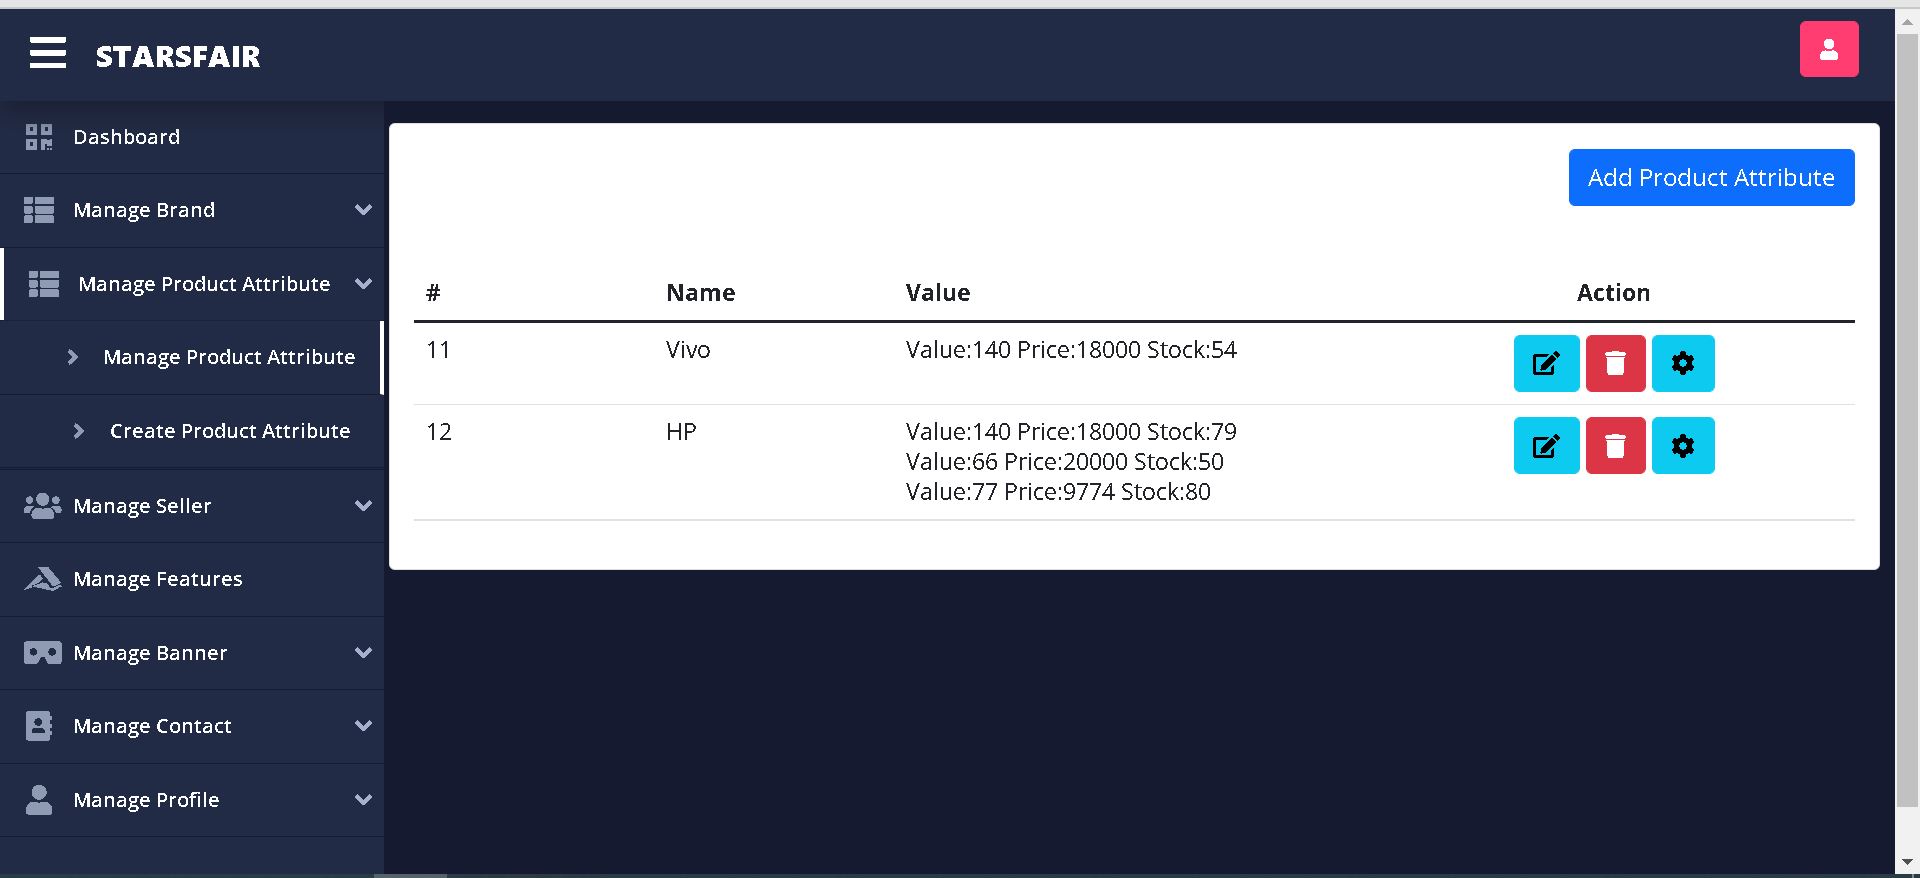 STARSFAIR
Dashboard
Manage Brand
Manage Product Attribute
Manage Product Attribute
Create Product Attribute
Manage Seller
Manage Features
Manage Banner
Manage Contact
Manage Profile
Add Product Attribute
# Name Value Action
11 Vivo Value:140 Price:18000 Stock:54
12 HP Value:140 Price:18000 Stock:79
Value:66 Price:20000 Stock:50
Value:77 Price:9774 Stock:80